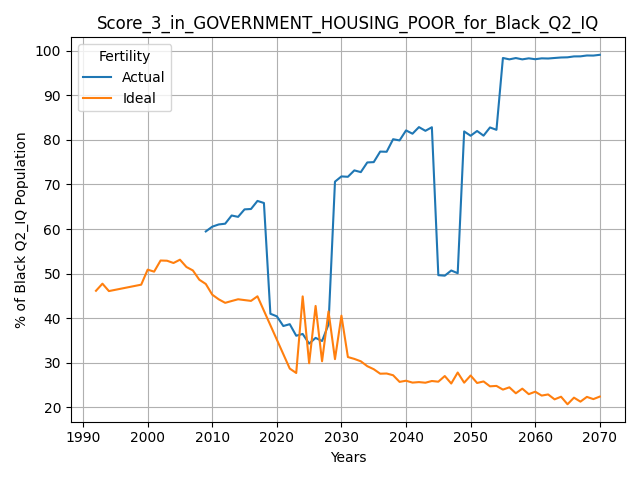 Score_3_in_GOVERNMENT_HOUSING_POOR_for_Black_Q2_IQ
Fertility
Actual
Ideal
% of Black Q2_IQ Population
100
90
80
70
60
50
40
30
20
1990 2000 2010 2020 2030 2040 2050 2060 2070
Years